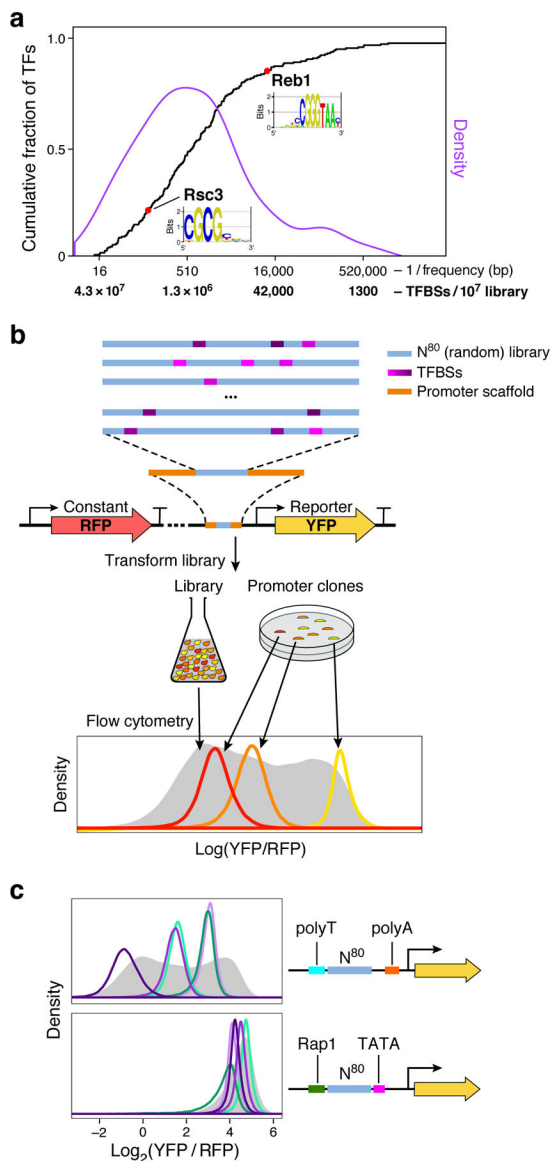 a
1.0
0.5
0
Cumulative fraction of TFs
Density
Reb1
2
1
0
Bits
5′ 3′
Rsc3
2
1
0
Bits
5′ 3′
16 510 16,000 520,000 – 1 / frequency (bp)
4.3 × 10⁷ 1.3 × 10⁶ 42,000 1300 – TFBSs / 10⁷ library
b
N⁸⁰ (random) library
TFBSs
Promoter scaffold
...
Constant
RFP
Reporter
YFP
Transform library
Library
Promoter clones
Flow cytometry
Density
Log(YFP/RFP)
c
polyT
N⁸⁰
polyA
Density
Rap1
N⁸⁰
TATA
−2 0 2 4 6
Log₂(YFP / RFP)